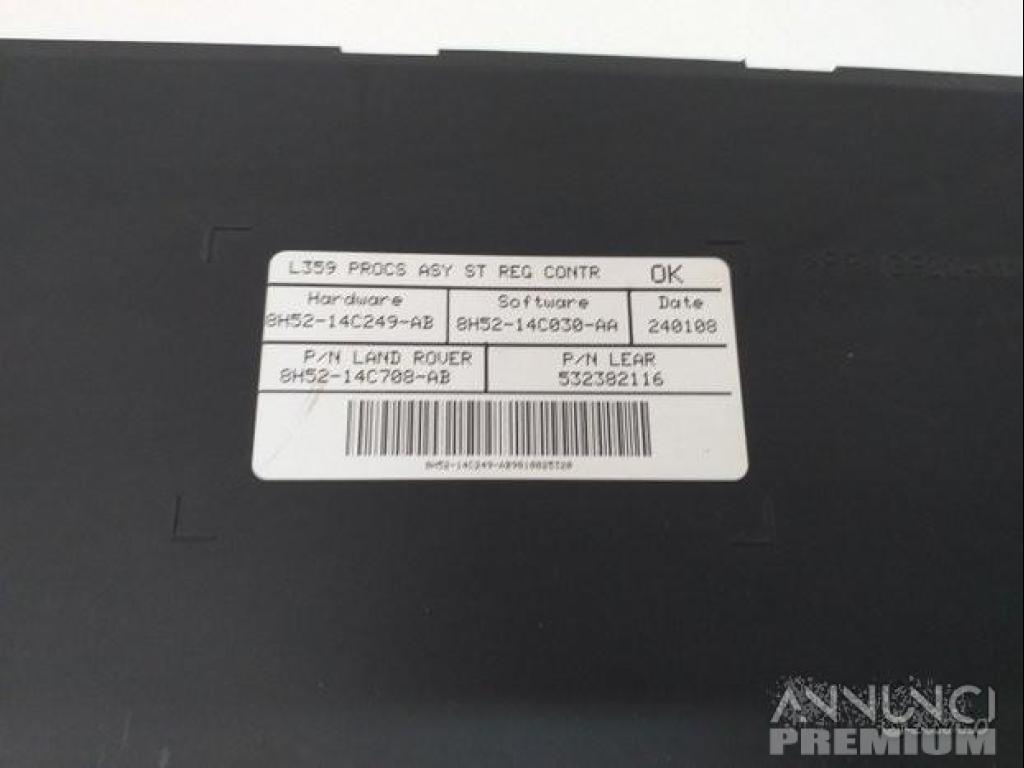 L359 PROCS ASY ST REG CONTR OK
Hardware Software Date
8H52-14C249-AB 8H52-14C030-AA 240108
P/N LAND ROVER P/N LEAR
8H52-14C708-AB 532382116
ANNUNCI
PREMIUM